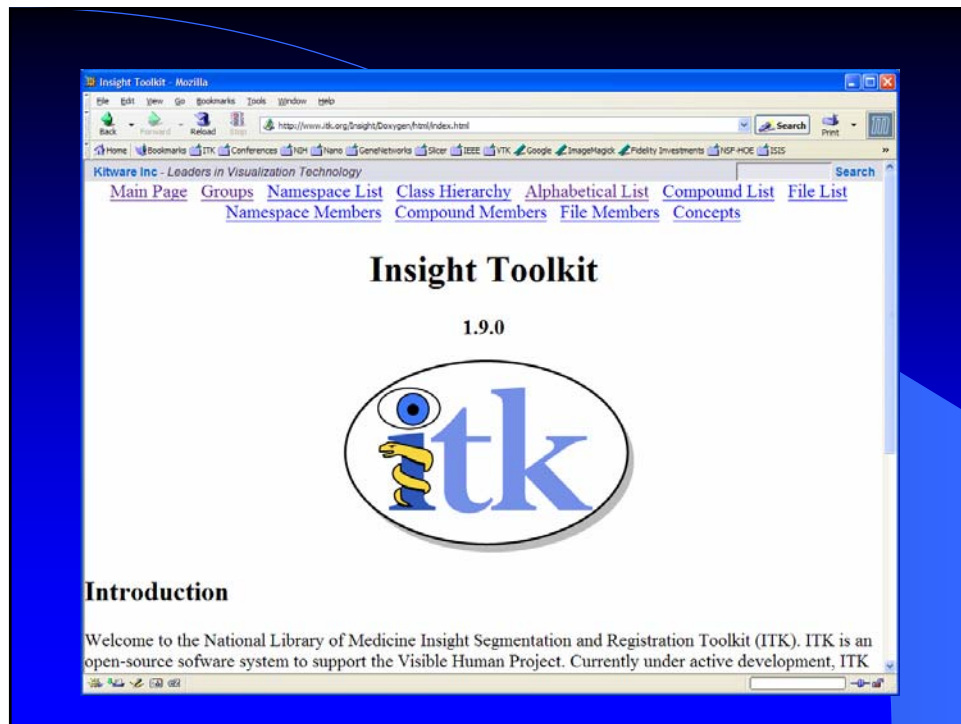 Insight Toolkit - Mozilla
File Edit View Go Bookmarks Tools Window Help
Back Forward Reload Stop http://www.itk.org/Insight/Doxygen/html/index.html Search Print
Home Bookmarks ITK Conferences NIH Nano GeneNetworks Slicer IEEE VTK Google ImageMagick Fidelity Investments NSF-HOE ISIS »
Kitware Inc - Leaders in Visualization Technology Search
Main Page Groups Namespace List Class Hierarchy Alphabetical List Compound List File List
Namespace Members Compound Members File Members Concepts
Insight Toolkit
1.9.0
itk
Introduction
Welcome to the National Library of Medicine Insight Segmentation and Registration Toolkit (ITK). ITK is an
open-source sofware system to support the Visible Human Project. Currently under active development, ITK